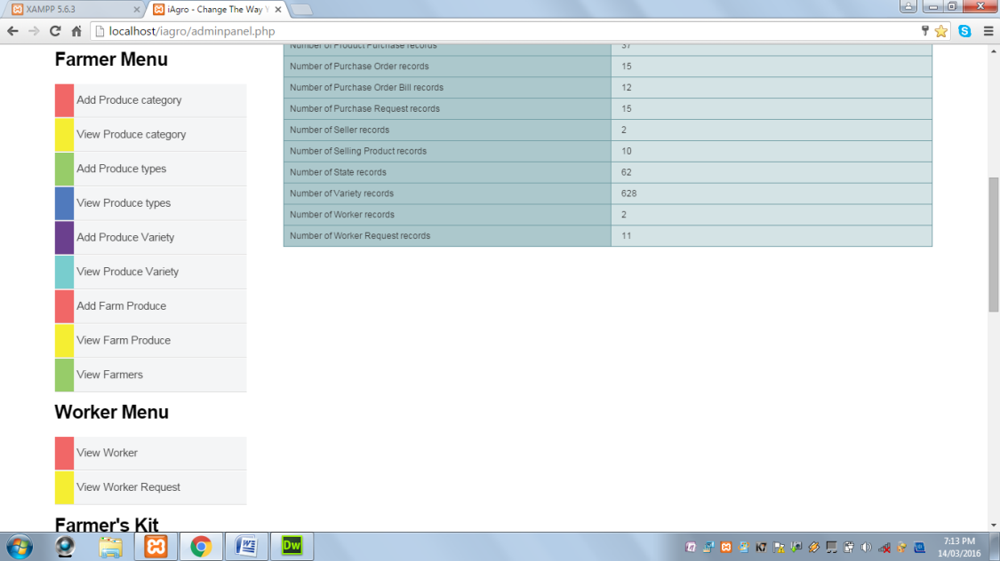 XAMPP 5.6.3
iAgro - Change The Way Y
localhost/iagro/adminpanel.php
Farmer Menu
Add Produce category
View Produce category
Add Produce types
View Produce types
Add Produce Variety
View Produce Variety
Add Farm Produce
View Farm Produce
View Farmers
Worker Menu
View Worker
View Worker Request
Farmer's Kit
Number of Product Purchase records 37
Number of Purchase Order records 15
Number of Purchase Order Bill records 12
Number of Purchase Request records 15
Number of Seller records 2
Number of Selling Product records 10
Number of State records 62
Number of Variety records 628
Number of Worker records 2
Number of Worker Request records 11
Dw
7:13 PM
14/03/2016